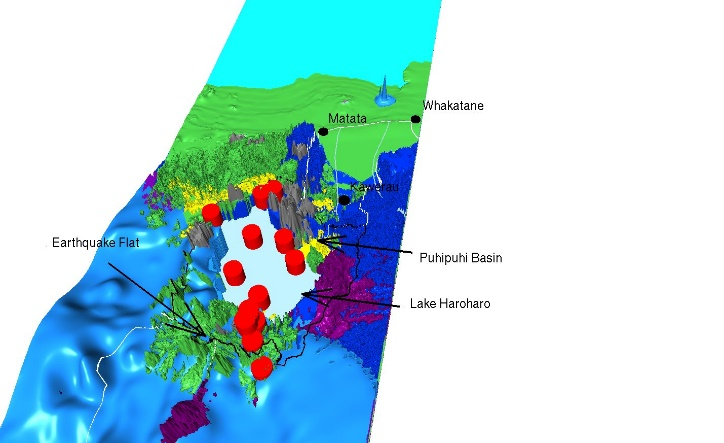 Whakatane
Matata
Kawerau
Earthquake Flat
Puhipuhi Basin
Lake Haroharo